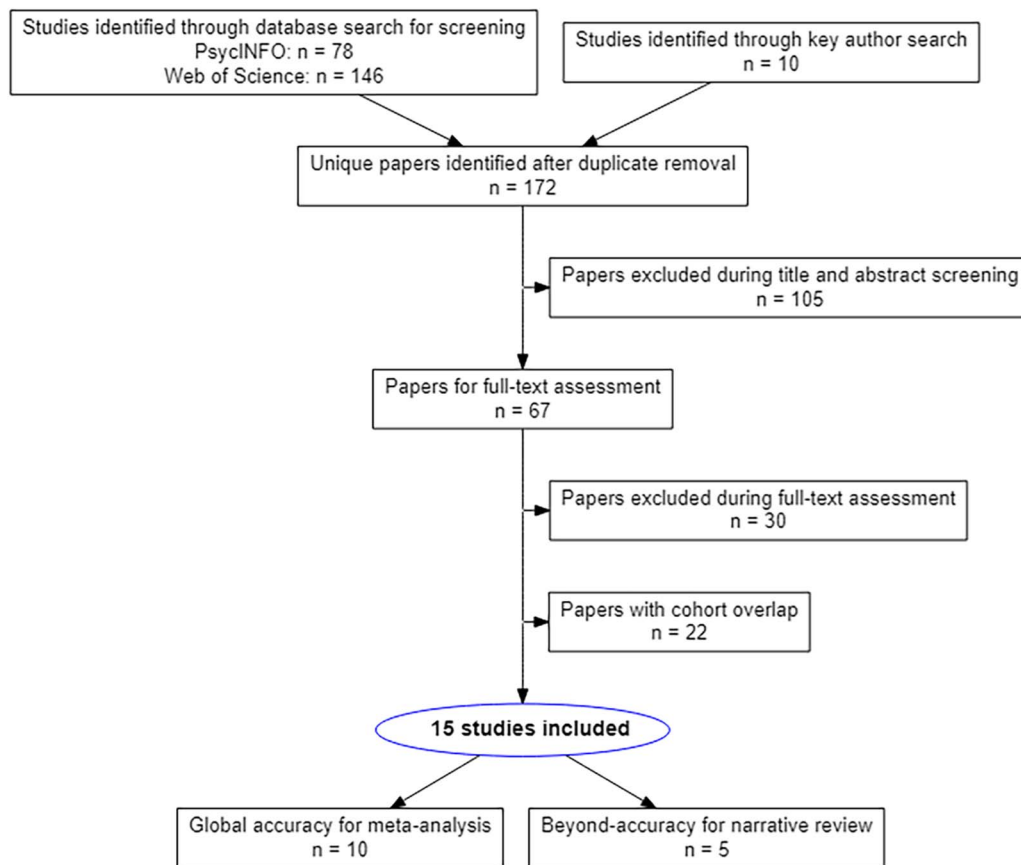 Studies identified through database search for screening
PsycINFO: n = 78
Web of Science: n = 146
Studies identified through key author search
n = 10
Unique papers identified after duplicate removal
n = 172
Papers excluded during title and abstract screening
n = 105
Papers for full-text assessment
n = 67
Papers excluded during full-text assessment
n = 30
Papers with cohort overlap
n = 22
15 studies included
Global accuracy for meta-analysis
n = 10
Beyond-accuracy for narrative review
n = 5